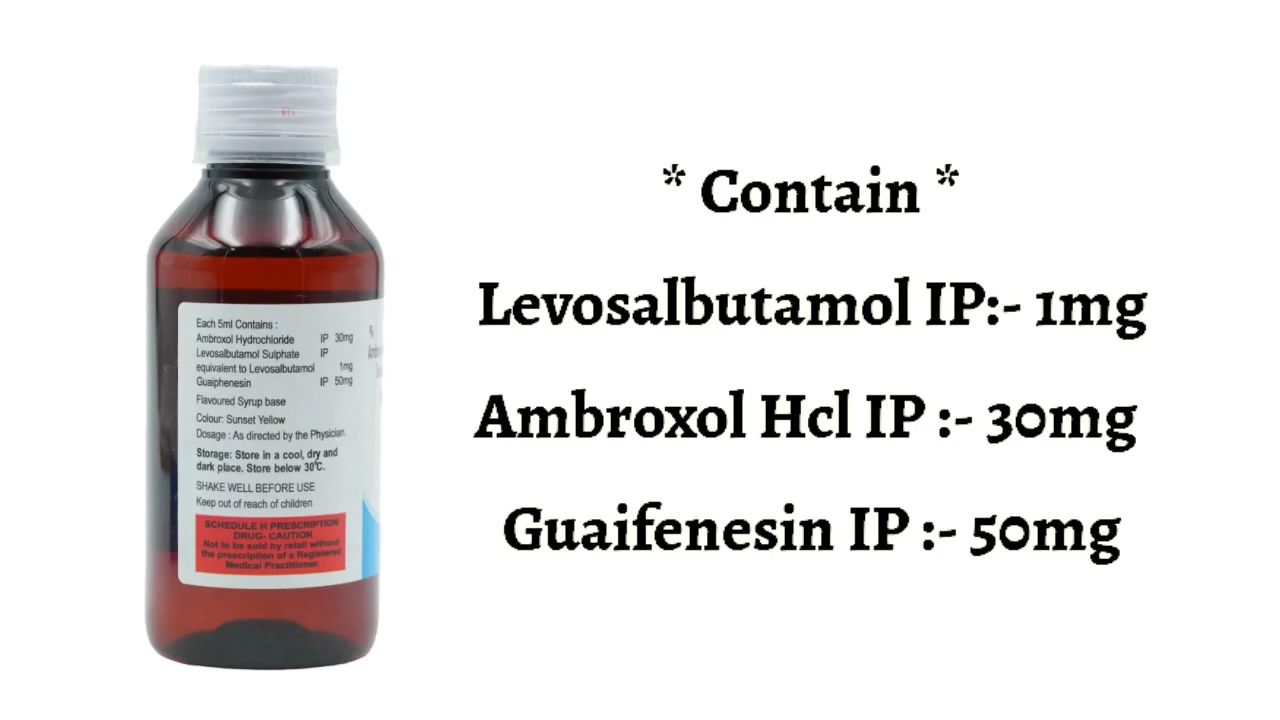 Each 5ml Contains :
Ambroxol Hydrochloride IP 30mg
Levosalbutamol Sulphate IP
equivalent to Levosalbutamol 1mg
Guaiphenesin IP 50mg
Flavoured Syrup base
Colour: Sunset Yellow
Dosage : As directed by the Physician.
Storage: Store in a cool, dry and
dark place. Store below 30°C.
SHAKE WELL BEFORE USE
Keep out of reach of children
SCHEDULE H PRESCRIPTION
DRUG- CAUTION
Not to be sold by retail without
the prescription of a Registered
Medical Practitioner.
* Contain *
Levosalbutamol IP:- 1mg
Ambroxol Hcl IP :- 30mg
Guaifenesin IP :- 50mg